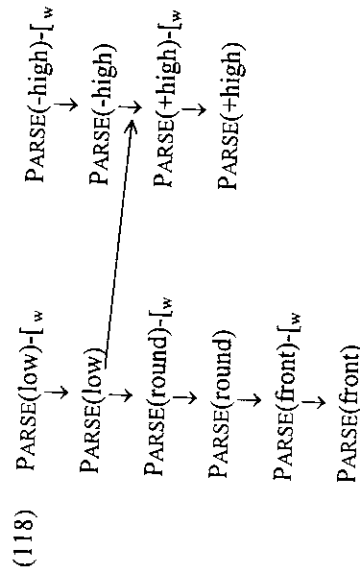 (118) PARSE(low)-[w
PARSE(low)
PARSE(round)-[w
PARSE(round)
PARSE(front)-[w
PARSE(front)
PARSE(-high)-[w
PARSE(-high)
PARSE(+high)-[w
PARSE(+high)